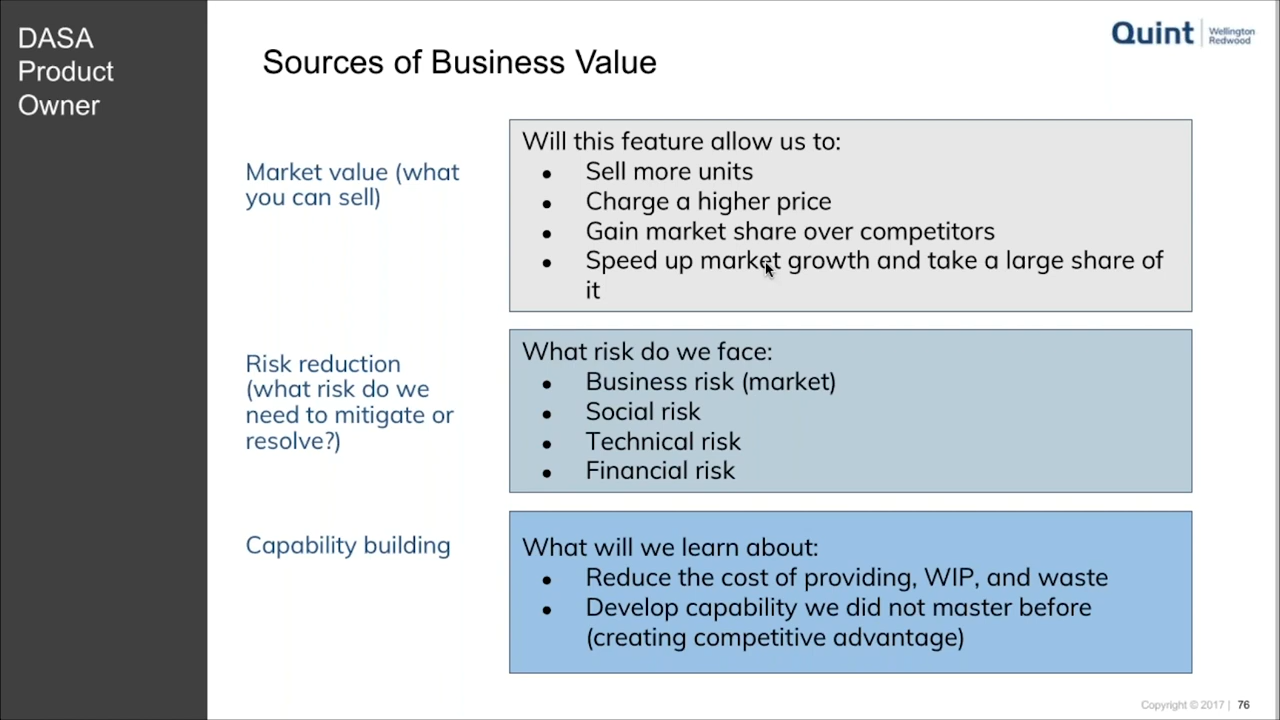 DASA
Product
Owner
Quint
Wellington
Redwood
Sources of Business Value
Market value (what
you can sell)
Will this feature allow us to:
● Sell more units
● Charge a higher price
● Gain market share over competitors
● Speed up market growth and take a large share of
it
Risk reduction
(what risk do we
need to mitigate or
resolve?)
What risk do we face:
● Business risk (market)
● Social risk
● Technical risk
● Financial risk
Capability building
What will we learn about:
● Reduce the cost of providing, WIP, and waste
● Develop capability we did not master before
(creating competitive advantage)
Copyright © 2017 | 76